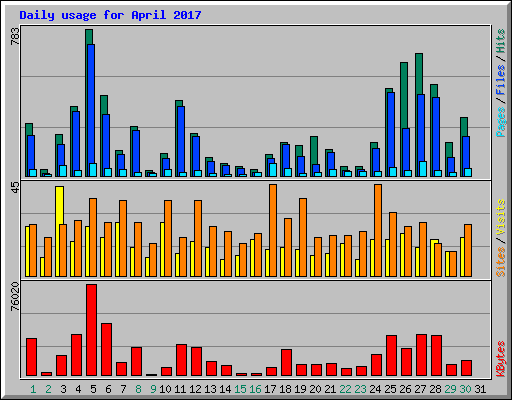 Daily usage for April 2017
783
Pages / Files / Hits
45
Sites / Visits
76020
KBytes
1 2 3 4 5 6 7 8 9 10 11 12 13 14 15 16 17 18 19 20 21 22 23 24 25 26 27 28 29 30 31